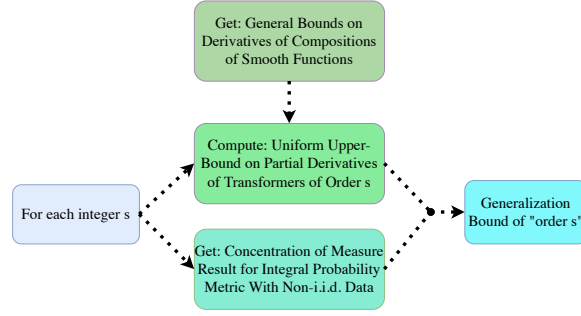 Get: General Bounds on
Derivatives of Compositions
of Smooth Functions
Compute: Uniform Upper-
Bound on Partial Derivatives
of Transformers of Order s
For each integer s
Generalization
Bound of "order s"
Get: Concentration of Measure
Result for Integral Probability
Metric With Non-i.i.d. Data